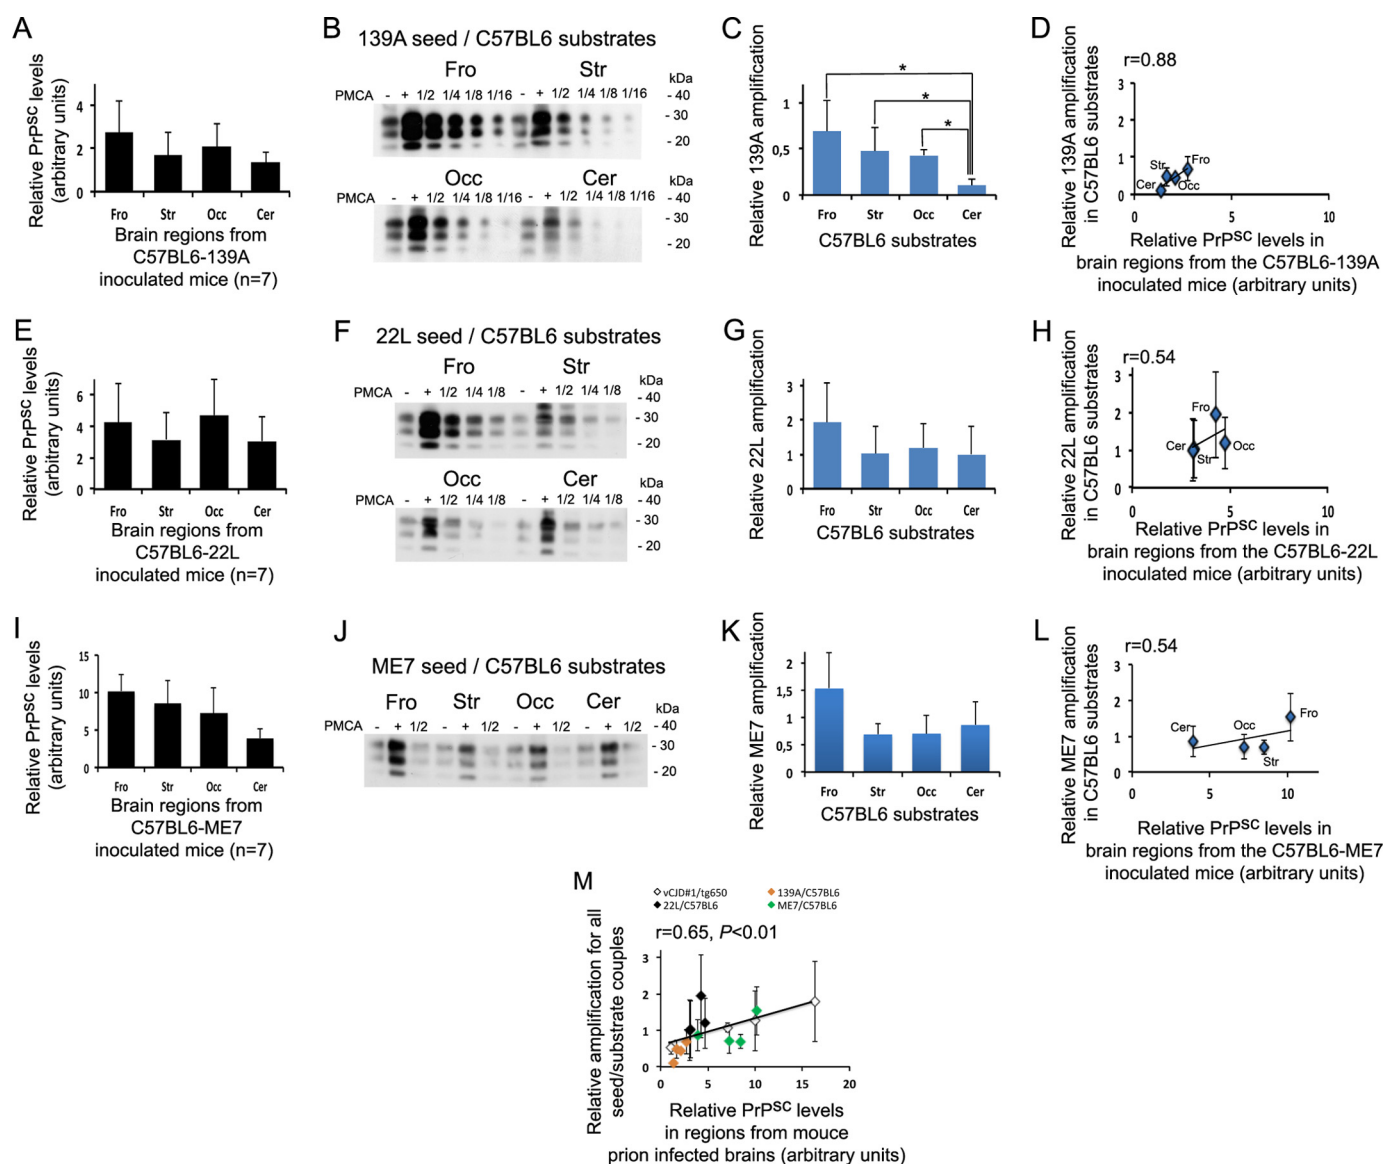 A
Relative PrPSC levels
(arbitrary units)
6
4
2
0
Fro Str Occ Cer
Brain regions from
C57BL6-139A
inoculated mice (n=7)
B
139A seed / C57BL6 substrates
Fro Str
kDa
PMCA - + 1/2 1/4 1/8 1/16 - + 1/2 1/4 1/8 1/16
- 40
- 30
- 20
Occ Cer
PMCA - + 1/2 1/4 1/8 1/16 - + 1/2 1/4 1/8 1/16
- 40
- 30
- 20
C
Relative 139A amplification
1
0,5
0
* * *
Fro Str Occ Cer
C57BL6 substrates
D
r=0.88
Relative 139A amplification
in C57BL6 substrates
3
2
1
0
Str Fro
Cer Occ
0 5 10
Relative PrPSC levels in
brain regions from the C57BL6-139A
inoculated mice (arbitrary units)
E
Relative PrPSC levels
(arbitrary units)
6
4
2
0
Fro Str Occ Cer
Brain regions from
C57BL6-22L
inoculated mice (n=7)
F
22L seed / C57BL6 substrates
Fro Str
kDa
PMCA - + 1/2 1/4 1/8 - + 1/2 1/4 1/8
- 40
- 30
- 20
Occ Cer
PMCA - + 1/2 1/4 1/8 - + 1/2 1/4 1/8
- 40
- 30
- 20
G
Relative 22L amplification
3
2
1
0
Fro Str Occ Cer
C57BL6 substrates
H
r=0.54
Relative 22L amplification
in C57BL6 substrates
3
2
1
0
Fro
Cer Occ
Str
0 5 10
Relative PrPSC levels in
brain regions from the C57BL6-22L
inoculated mice (arbitrary units)
I
Relative PrPSC levels
(arbitrary units)
15
10
5
0
Fro Str Occ Cer
Brain regions from
C57BL6-ME7
inoculated mice (n=7)
J
ME7 seed / C57BL6 substrates
Fro Str Occ Cer
kDa
PMCA - + 1/2 - + 1/2 - + 1/2 - + 1/2
- 40
- 30
- 20
K
Relative ME7 amplification
2
1,5
1
0,5
0
Fro Str Occ Cer
C57BL6 substrates
L
r=0.54
Relative ME7 amplification
in C57BL6 substrates
3
2
1
0
Cer Occ Fro
Str
0 5 10
Relative PrPSC levels in
brain regions from the C57BL6-ME7
inoculated mice (arbitrary units)
M
vCJD#1/tg650 139A/C57BL6
22L/C57BL6 ME7/C57BL6
r=0.65, P<0.01
Relative amplification for all
seed/substrate couples
3
2
1
0
0 5 10 15 20
Relative PrPSC levels
in regions from mouce
prion infected brains (arbitrary units)